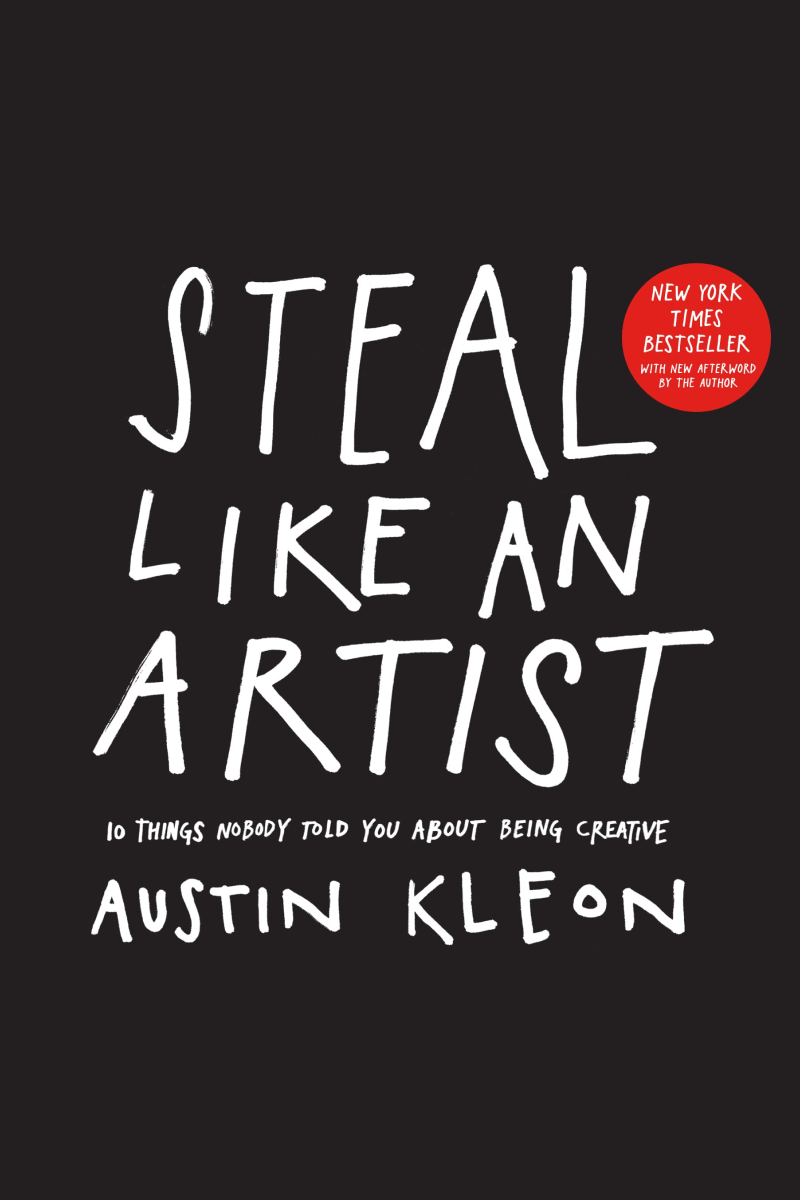 STEAL
NEW YORK
TIMES
BESTSELLER
WITH NEW AFTERWORD
BY THE AUTHOR
LIKE AN
ARTIST
10 THINGS NOBODY TOLD YOU ABOUT BEING CREATIVE
AUSTIN KLEON